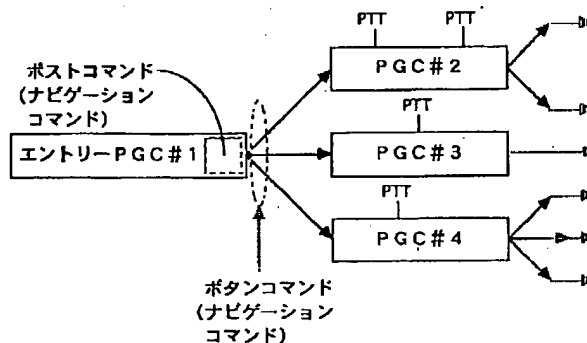 PTT PTT
PGC#2
ポストコマンド
(ナビゲーション
コマンド)
PTT
エントリーPGC#1
PGC#3
PTT
PGC#4
ボタンコマンド
(ナビゲーション
コマンド)